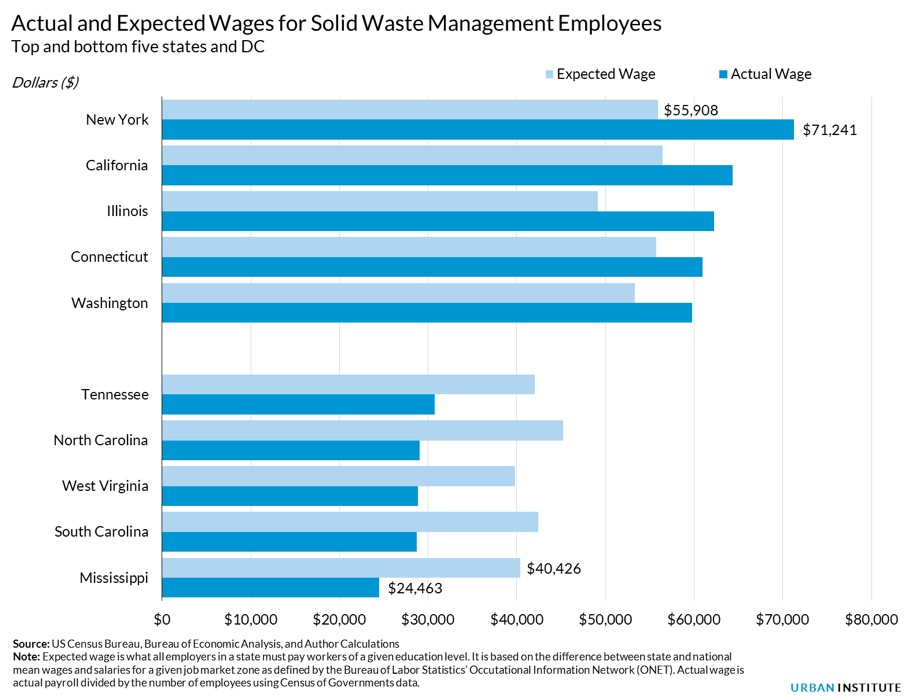 Actual and Expected Wages for Solid Waste Management Employees
Top and bottom five states and DC
Dollars ($)
Expected Wage
Actual Wage
New York
$55,908
$71,241
California
Illinois
Connecticut
Washington
Tennessee
North Carolina
West Virginia
South Carolina
Mississippi
$40,426
$24,463
$0 $10,000 $20,000 $30,000 $40,000 $50,000 $60,000 $70,000 $80,000
Source: US Census Bureau, Bureau of Economic Analysis, and Author Calculations
Note: Expected wage is what all employers in a state must pay workers of a given education level. It is based on the difference between state and national
mean wages and salaries for a given job market zone as defined by the Bureau of Labor Statistics' Occutational Information Network (ONET). Actual wage is
actual payroll divided by the number of employees using Census of Governments data.
URBAN INSTITUTE